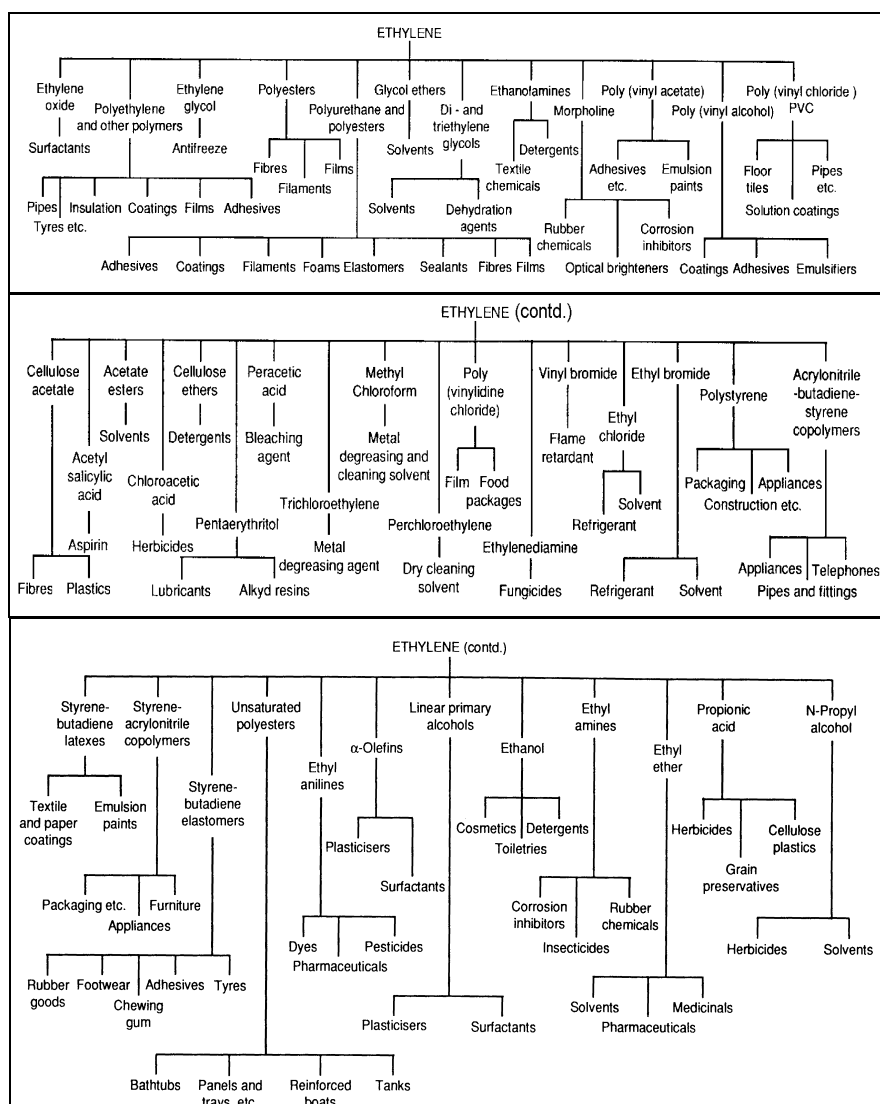 ETHYLENE
Ethylene
oxide
Surfactants
Polyethylene
and other polymers
Pipes
Tyres etc.
Insulation
Coatings
Films
Adhesives
Ethylene
glycol
Antifreeze
Polyesters
Fibres
Filaments
Films
Polyurethane and
polyesters
Adhesives
Coatings
Filaments
Foams
Elastomers
Sealants
Fibres
Films
Glycol ethers
Solvents
Di - and
triethylene
glycols
Solvents
Dehydration
agents
Ethanolamines
Textile
chemicals
Detergents
Morpholine
Rubber
chemicals
Optical brighteners
Corrosion
inhibitors
Poly (vinyl acetate)
Adhesives
etc.
Emulsion
paints
Poly (vinyl alcohol)
Coatings
Adhesives
Emulsifiers
Poly (vinyl chloride )
PVC
Floor
tiles
Solution coatings
Pipes
etc.
ETHYLENE (contd.)
Cellulose
acetate
Fibres
Plastics
Acetyl
salicylic
acid
Aspirin
Acetate
esters
Solvents
Chloroacetic
acid
Herbicides
Cellulose
ethers
Detergents
Pentaerythritol
Lubricants
Alkyd resins
Peracetic
acid
Bleaching
agent
Trichloroethylene
Metal
degreasing agent
Methyl
Chloroform
Metal
degreasing and
cleaning solvent
Perchloroethylene
Dry cleaning
solvent
Poly
(vinylidine
chloride)
Film
Food
packages
Ethylenediamine
Fungicides
Vinyl bromide
Flame
retardant
Ethyl
chloride
Refrigerant
Solvent
Ethyl bromide
Refrigerant
Solvent
Polystyrene
Packaging
Construction etc.
Appliances
Acrylonitrile
-butadiene-
styrene
copolymers
Appliances
Pipes and fittings
Telephones
ETHYLENE (contd.)
Styrene-
butadiene
latexes
Textile
and paper
coatings
Emulsion
paints
Styrene-
acrylonitrile
copolymers
Packaging etc.
Appliances
Furniture
Styrene-
butadiene
elastomers
Rubber
goods
Footwear
Chewing
gum
Adhesives
Tyres
Unsaturated
polyesters
Bathtubs
Panels and
trays, etc.
Reinforced
boats
Tanks
Ethyl
anilines
Dyes
Pharmaceuticals
Pesticides
α-Olefins
Plasticisers
Surfactants
Linear primary
alcohols
Plasticisers
Surfactants
Ethanol
Cosmetics
Toiletries
Detergents
Ethyl
amines
Corrosion
inhibitors
Insecticides
Rubber
chemicals
Ethyl
ether
Solvents
Pharmaceuticals
Medicinals
Propionic
acid
Herbicides
Grain
preservatives
Cellulose
plastics
N-Propyl
alcohol
Herbicides
Solvents